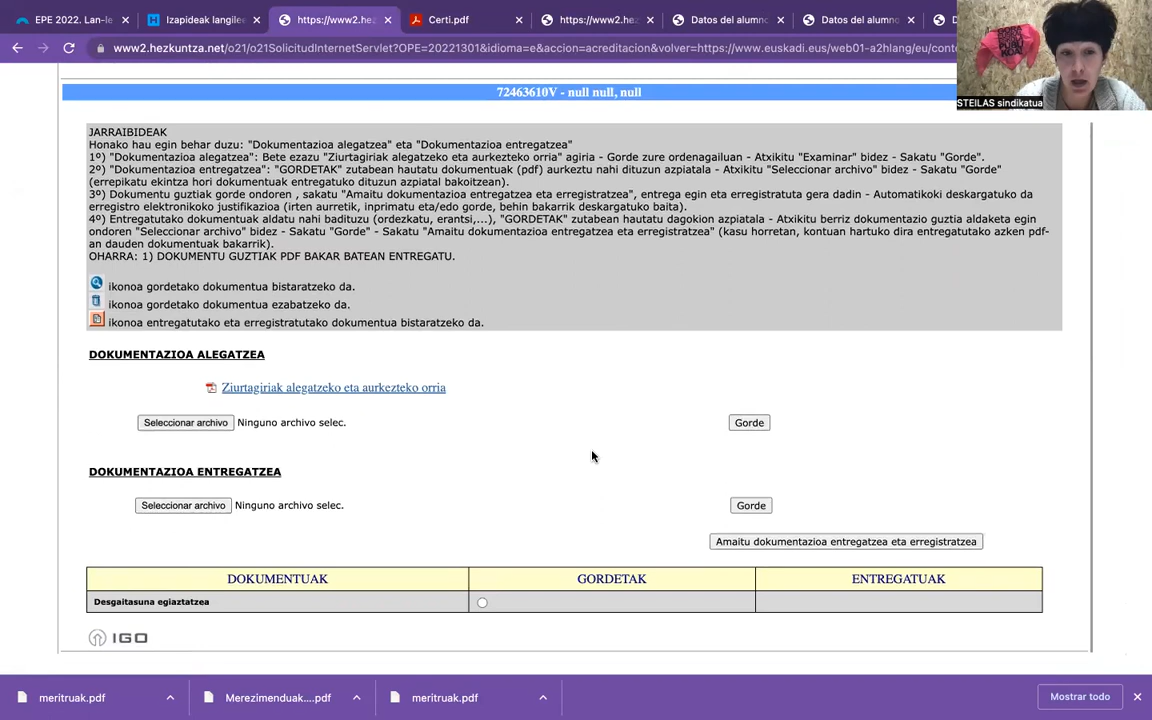 EPE 2022. Lan-le
Izapideak langilee
https://www2.hez
Certi.pdf
https://www2.hez
Datos del alumno
Datos del alumno
www2.hezkuntza.net/o21/o21SolicitudInternetServlet?OPE=20221301&idioma=e&accion=acreditacion&volver=https://www.euskadi.eus/web01-a2hlang/eu/cont
STEILAS sindikatua
72463610V - null null, null
JARRAIBIDEAK
Honako hau egin behar duzu: "Dokumentazioa alegatzea" eta "Dokumentazioa entregatzea"
1º) "Dokumentazioa alegatzea": Bete ezazu "Ziurtagiriak alegatzeko eta aurkezteko orria" agiria - Gorde zure ordenagailuan - Atxikitu "Examinar" bidez - Sakatu "Gorde".
2º) "Dokumentazioa entregatzea": "GORDETAK" zutabean hautatu dokumentuak (pdf) aurkeztu nahi dituzun azpiatala - Atxikitu "Seleccionar archivo" bidez - Sakatu "Gorde"
(errepikatu ekintza hori dokumentuak entregatuko dituzun azpiatal bakoitzean).
3º) Dokumentu guztiak gorde ondoren , sakatu "Amaitu dokumentazioa entregatzea eta erregistratzea", entrega egin eta erregistratuta gera dadin - Automatikoki deskargatuko da
erregistro elektronikoko justifikazioa (irten aurretik, inprimatu eta/edo gorde, behin bakarrik deskargatuko baita).
4º) Entregatutako dokumentuak aldatu nahi badituzu (ordezkatu, erantsi,...), "GORDETAK" zutabean hautatu dagokion azpiatala - Atxikitu berriz dokumentazio guztia aldaketa egin
ondoren "Seleccionar archivo" bidez - Sakatu "Gorde" - Sakatu "Amaitu dokumentazioa entregatzea eta erregistratzea" (kasu horretan, kontuan hartuko dira entregatutako azken pdf-
an dauden dokumentuak bakarrik).
OHARRA: 1) DOKUMENTU GUZTIAK PDF BAKAR BATEAN ENTREGATU.
ikonoa gordetako dokumentua bistaratzeko da.
ikonoa gordetako dokumentua ezabatzeko da.
ikonoa entregatutako eta erregistratutako dokumentua bistaratzeko da.
DOKUMENTAZIOA ALEGATZEA
Ziurtagiriak alegatzeko eta aurkezteko orria
Seleccionar archivo Ninguno archivo selec. Gorde
DOKUMENTAZIOA ENTREGATZEA
Seleccionar archivo Ninguno archivo selec. Gorde
Amaitu dokumentazioa entregatzea eta erregistratzea
DOKUMENTUAK GORDETAK ENTREGATUAK
Desgaitasuna egiaztatzea
IGO
meritruak.pdf
Merezimenduak....pdf
meritruak.pdf
Mostrar todo